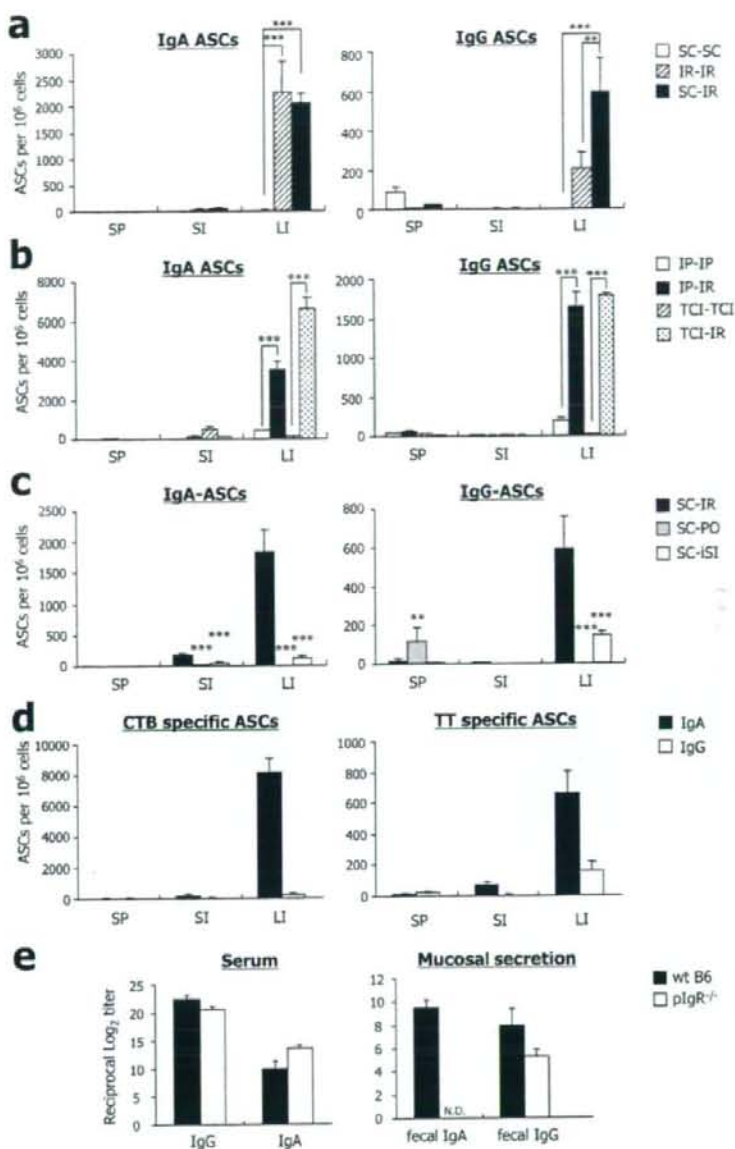 a
IgA ASCs
IgG ASCs
SC-SC
IR-IR
SC-IR
ASCs per 10⁶ cells
3000
2500
2000
1500
1000
500
0
SP SI LI
***
***
800
600
400
200
0
SP SI LI
***
**
b
IgA ASCs
IgG ASCs
IP-IP
IP-IR
TCI-TCI
TCI-IR
ASCs per 10⁶ cells
8000
6000
4000
2000
0
SP SI LI
***
***
2000
1500
1000
500
0
SP SI LI
*** ***
c
IgA-ASCs
IgG-ASCs
SC-IR
SC-PO
SC-iSI
ASCs per 10⁶ cells
2500
2000
1500
1000
500
0
SP SI LI
*** *** *** ***
800
600
400
200
0
SP SI LI
** *** ***
d
CTB specific ASCs
TT specific ASCs
IgA
IgG
ASCs per 10⁶ cells
10000
8000
6000
4000
2000
0
SP SI LI
1000
800
600
400
200
0
SP SI LI
e
Serum
Mucosal secretion
wt B6
pIgR⁻/⁻
Reciprocal Log₂ titer
25
20
15
10
5
0
IgG IgA
12
10
8
6
4
2
0
N.D.
fecal IgA fecal IgG